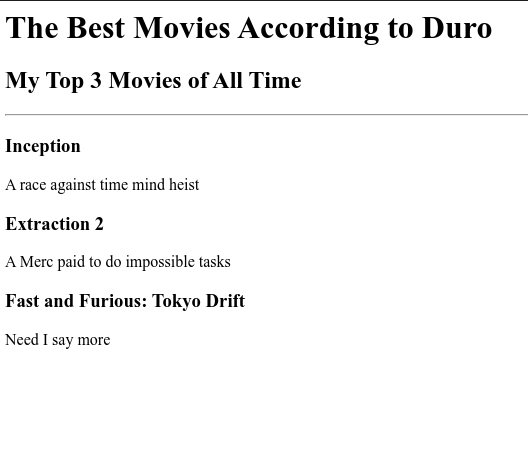 The Best Movies According to Duro
My Top 3 Movies of All Time
Inception
A race against time mind heist
Extraction 2
A Merc paid to do impossible tasks
Fast and Furious: Tokyo Drift
Need I say more